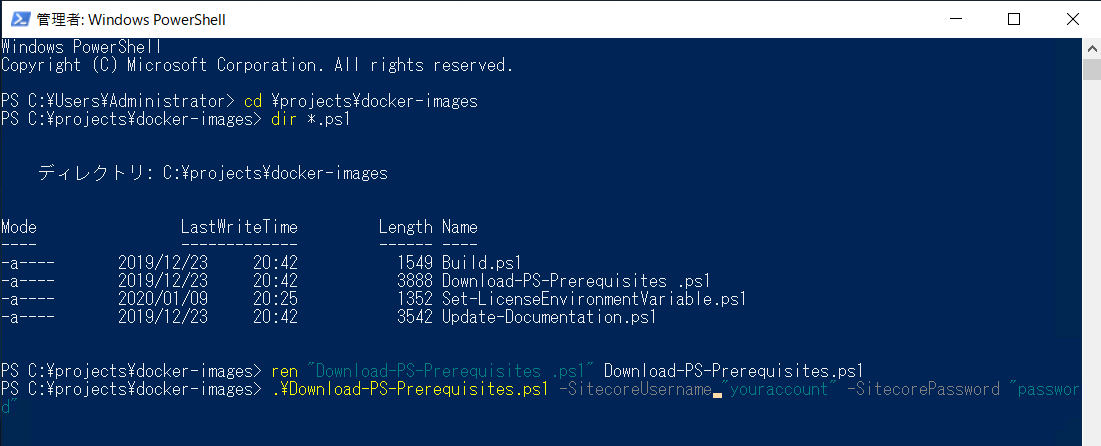 管理者: Windows PowerShell
Windows PowerShell
Copyright (C) Microsoft Corporation. All rights reserved.
PS C:¥Users¥Administrator> cd ¥projects¥docker-images
PS C:¥projects¥docker-images> dir *.ps1
ディレクトリ: C:¥projects¥docker-images
Mode LastWriteTime Length Name
---- ------------- ------ ----
-a---- 2019/12/23 20:42 1549 Build.ps1
-a---- 2019/12/23 20:42 3888 Download-PS-Prerequisites .ps1
-a---- 2020/01/09 20:25 1352 Set-LicenseEnvironmentVariable.ps1
-a---- 2019/12/23 20:42 3542 Update-Documentation.ps1
PS C:¥projects¥docker-images> ren "Download-PS-Prerequisites .ps1" Download-PS-Prerequisites.ps1
PS C:¥projects¥docker-images> .¥Download-PS-Prerequisites.ps1 -SitecoreUsername "youraccount" -SitecorePassword "passwor
d"